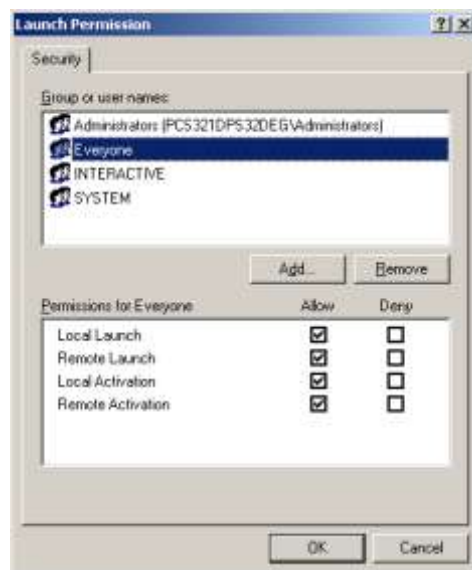 Launch Permission
Security
Group or user names:
Administrators (PCS321DPS32DEG\Administrators)
Everyone
INTERACTIVE
SYSTEM
Add... Remove
Permissions for Everyone Allow Deny
Local Launch
Remote Launch
Local Activation
Remote Activation
OK Cancel